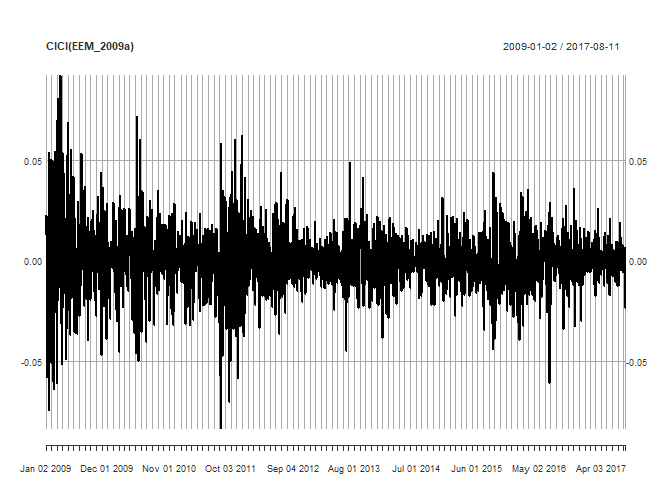 CICI(EEM_2009a) 2009-01-02 / 2017-08-11
0.05 0.05
0.00 0.00
-0.05 -0.05
Jan 02 2009 Dec 01 2009 Nov 01 2010 Oct 03 2011 Sep 04 2012 Aug 01 2013 Jul 01 2014 Jun 01 2015 May 02 2016 Apr 03 2017